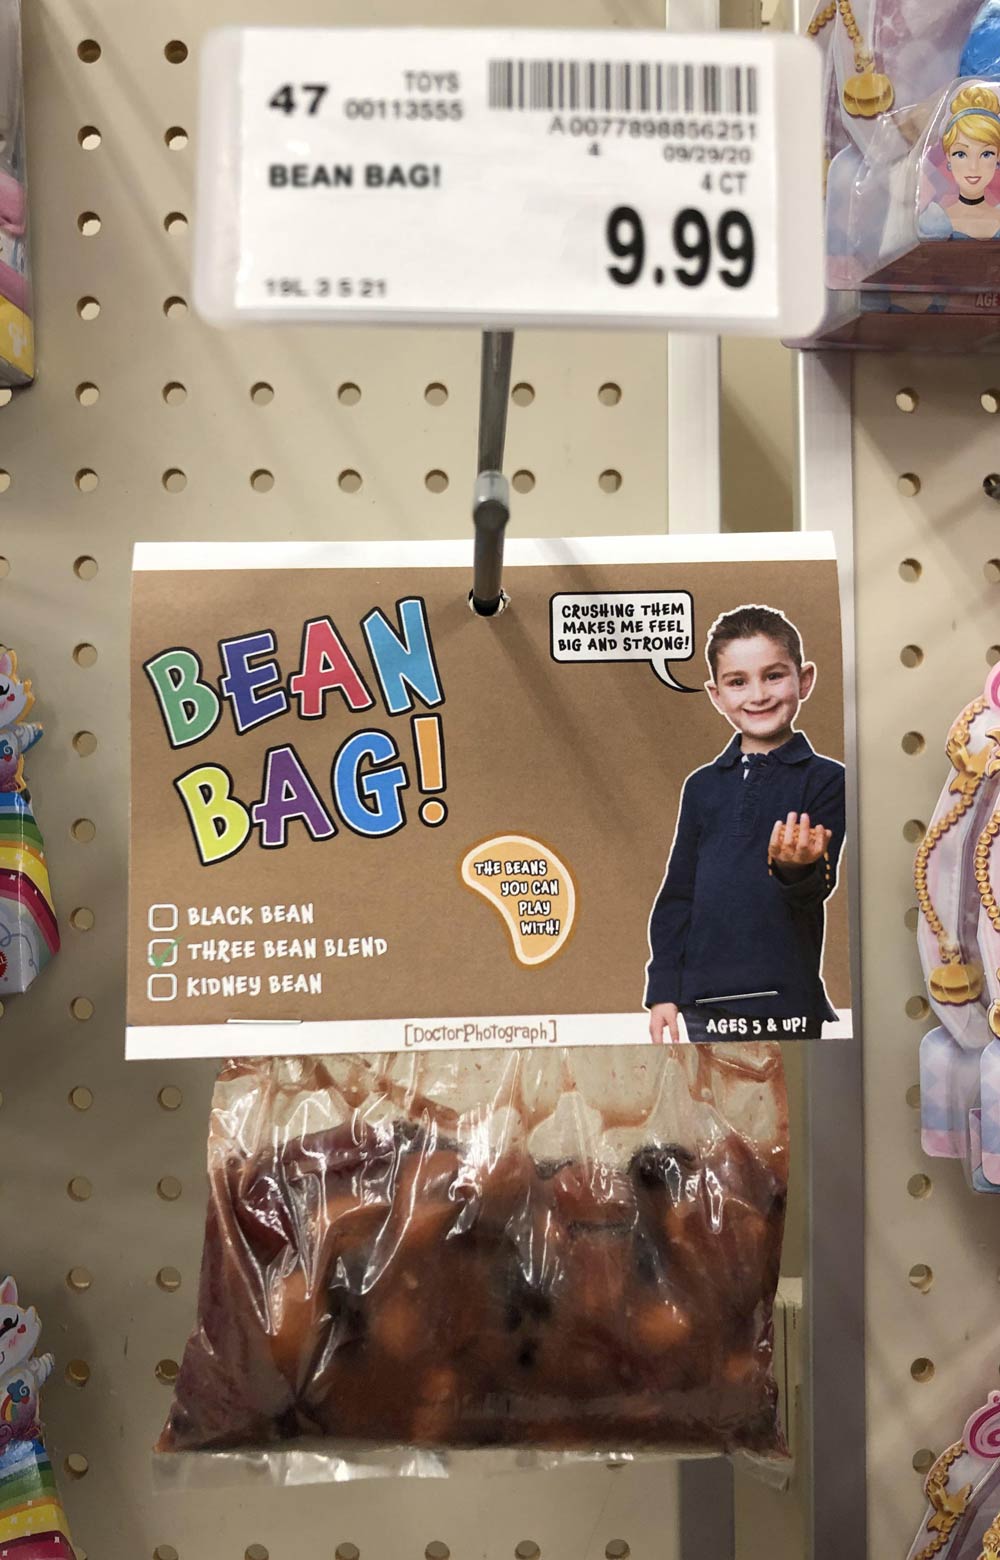 47
TOYS
00113555
A0077898856251
4 09/29/20
4 CT
BEAN BAG!
9.99
19L 3 S 21
BEAN
BAG!
CRUSHING THEM
MAKES ME FEEL
BIG AND STRONG!
THE BEANS
YOU CAN
PLAY
WITH!
BLACK BEAN
THREE BEAN BLEND
KIDNEY BEAN
[DoctorPhotograph]
AGES 5 & UP!
AGE